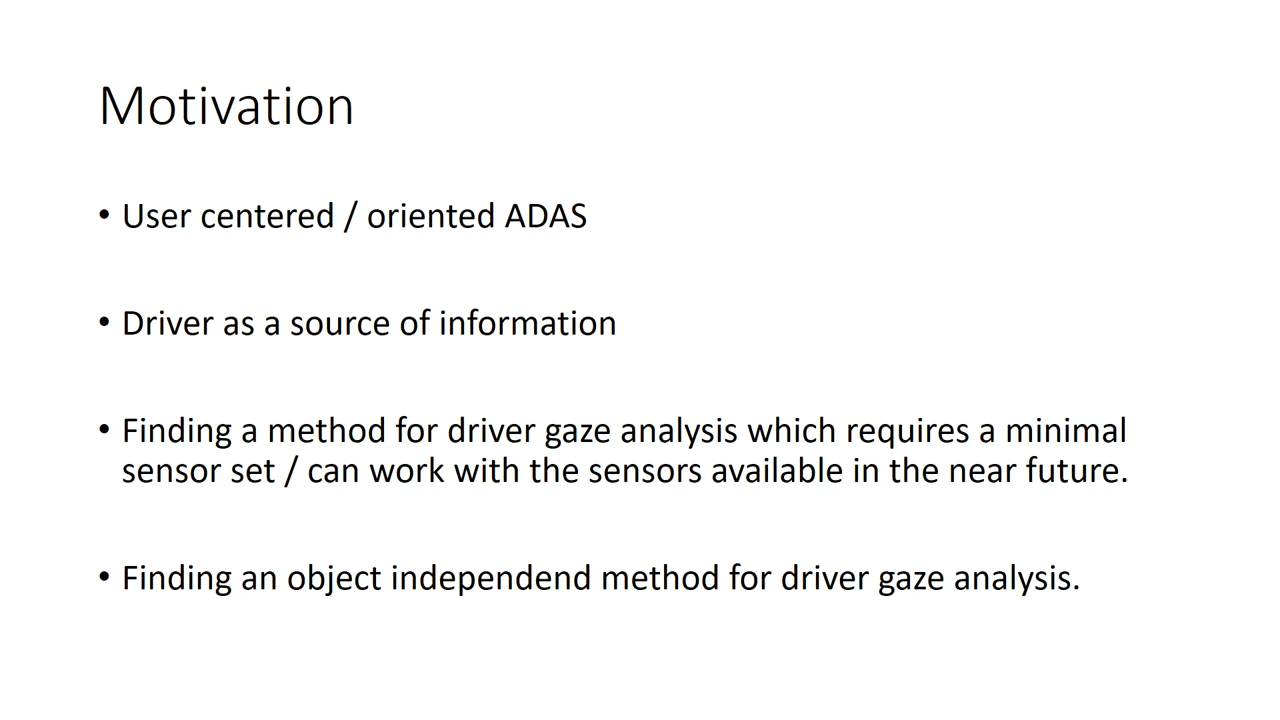 Motivation
• User centered / oriented ADAS
• Driver as a source of information
• Finding a method for driver gaze analysis which requires a minimal
sensor set / can work with the sensors available in the near future.
• Finding an object independend method for driver gaze analysis.